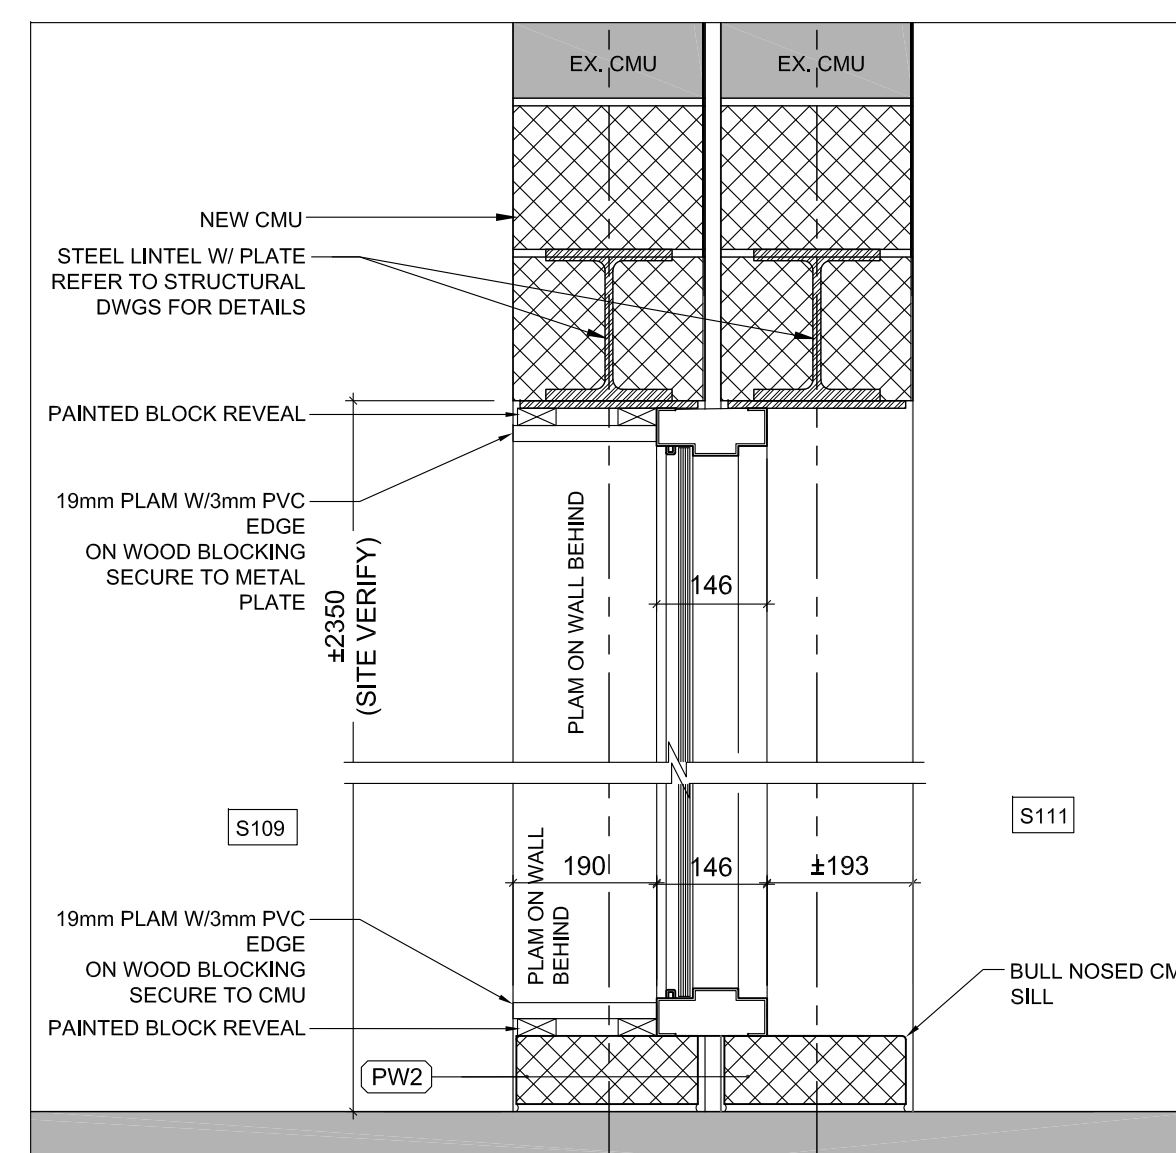 EX. CMU
EX. CMU
NEW CMU
STEEL LINTEL W/ PLATE
REFER TO STRUCTURAL
DWGS FOR DETAILS
PAINTED BLOCK REVEAL
19mm PLAM W/3mm PVC
EDGE
ON WOOD BLOCKING
SECURE TO METAL
PLATE
±2350
(SITE VERIFY)
PLAM ON WALL BEHIND
146
S109
S111
PLAM ON WALL
BEHIND
190
146
±193
19mm PLAM W/3mm PVC
EDGE
ON WOOD BLOCKING
SECURE TO CMU
PAINTED BLOCK REVEAL
BULL NOSED CM
SILL
PW2